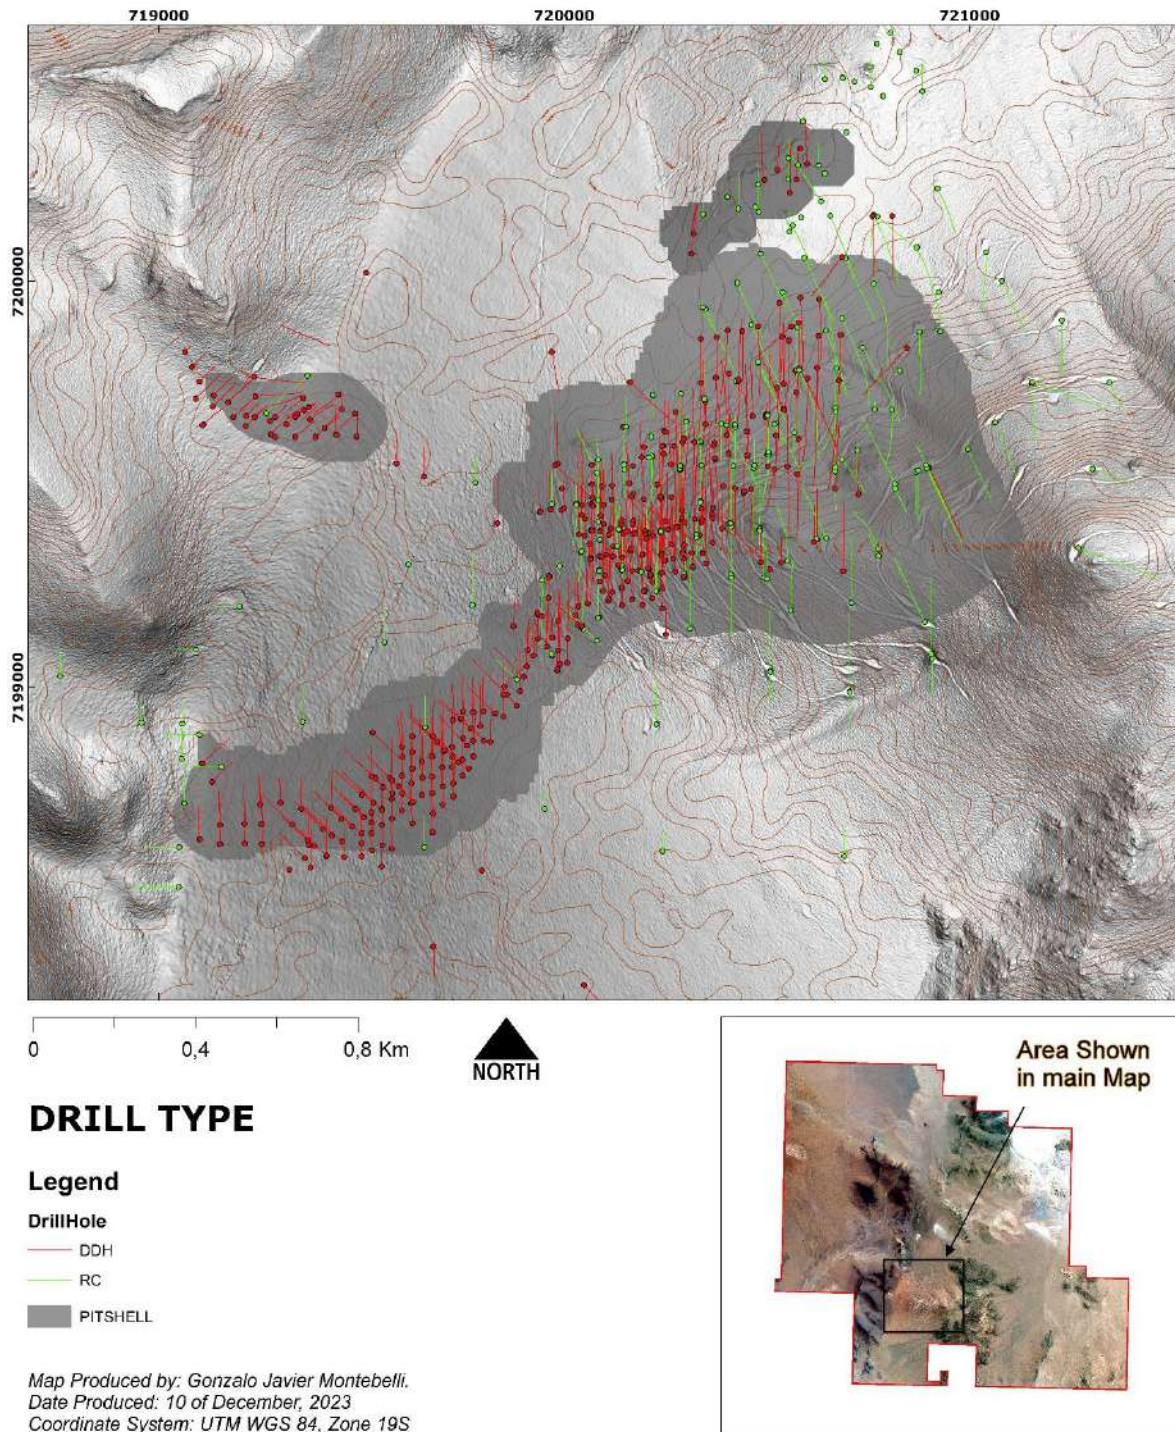 719000 720000 721000
7200000
7199000
0 0,4 0,8 Km
NORTH
Area Shown
in main Map
DRILL TYPE
Legend
DrillHole
DDH
RC
PITSHELL
Map Produced by: Gonzalo Javier Montebelli.
Date Produced: 10 of December, 2023
Coordinate System: UTM WGS 84, Zone 19S